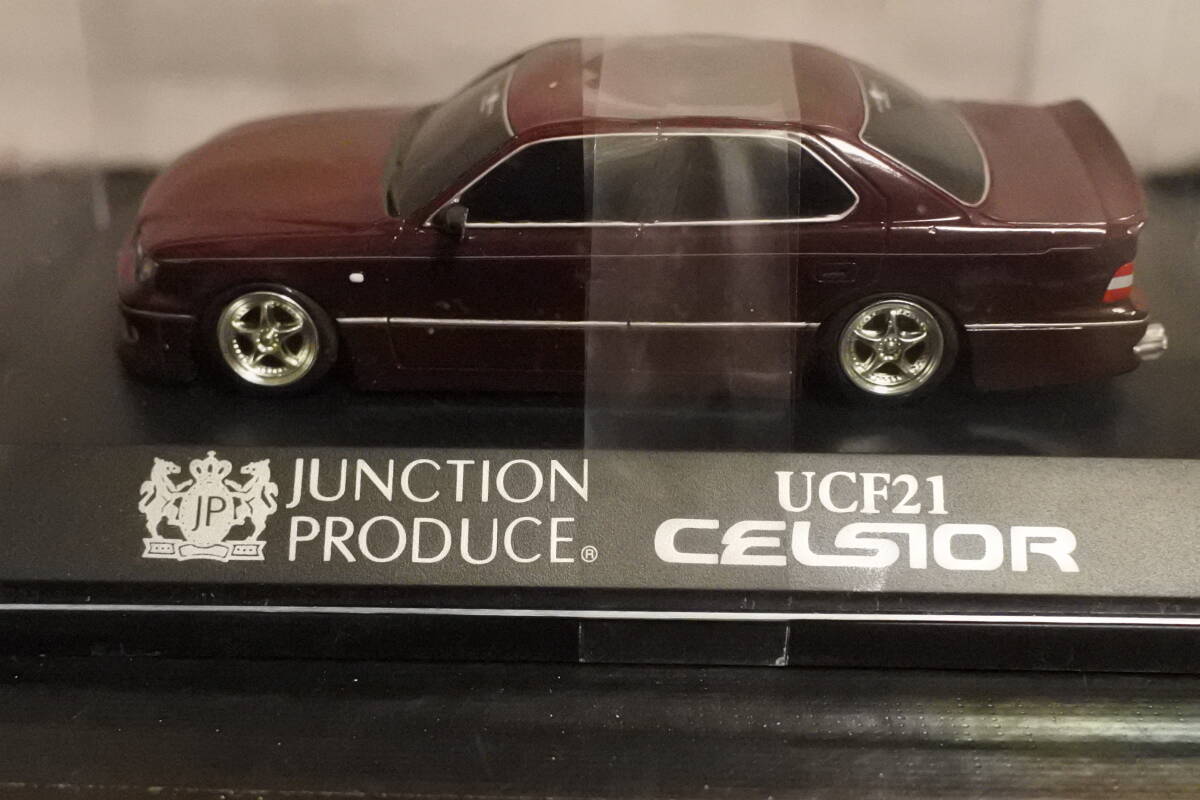 JP
JUNCTION
PRODUCE®
UCF21
CELSIOR